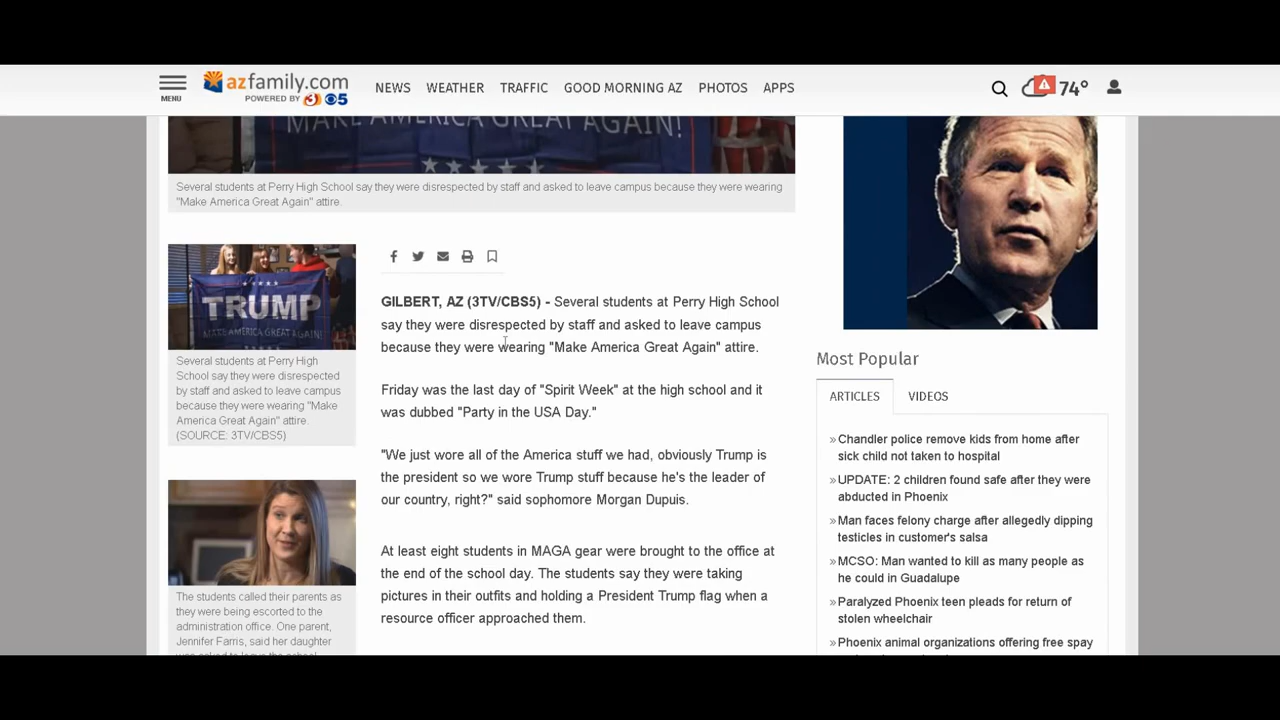 MENU
azfamily.com
POWERED BY 3 5
NEWS
WEATHER
TRAFFIC
GOOD MORNING AZ
PHOTOS
APPS
74°
MAKE AMERICA GREAT AGAIN!
Several students at Perry High School say they were disrespected by staff and asked to leave campus because they were wearing
"Make America Great Again" attire.
TRUMP
MAKE AMERICA GREAT AGAIN!
Several students at Perry High
School say they were disrespected
by staff and asked to leave campus
because they were wearing "Make
America Great Again" attire.
(SOURCE: 3TV/CBS5)
The students called their parents as
they were being escorted to the
administration office. One parent,
Jennifer Farris, said her daughter
was asked to leave the school
GILBERT, AZ (3TV/CBS5) - Several students at Perry High School
say they were disrespected by staff and asked to leave campus
because they were wearing "Make America Great Again" attire.
Friday was the last day of "Spirit Week" at the high school and it
was dubbed "Party in the USA Day."
"We just wore all of the America stuff we had, obviously Trump is
the president so we wore Trump stuff because he's the leader of
our country, right?" said sophomore Morgan Dupuis.
At least eight students in MAGA gear were brought to the office at
the end of the school day. The students say they were taking
pictures in their outfits and holding a President Trump flag when a
resource officer approached them.
Most Popular
ARTICLES
VIDEOS
» Chandler police remove kids from home after
sick child not taken to hospital
» UPDATE: 2 children found safe after they were
abducted in Phoenix
» Man faces felony charge after allegedly dipping
testicles in customer's salsa
» MCSO: Man wanted to kill as many people as
he could in Guadalupe
» Paralyzed Phoenix teen pleads for return of
stolen wheelchair
» Phoenix animal organizations offering free spay